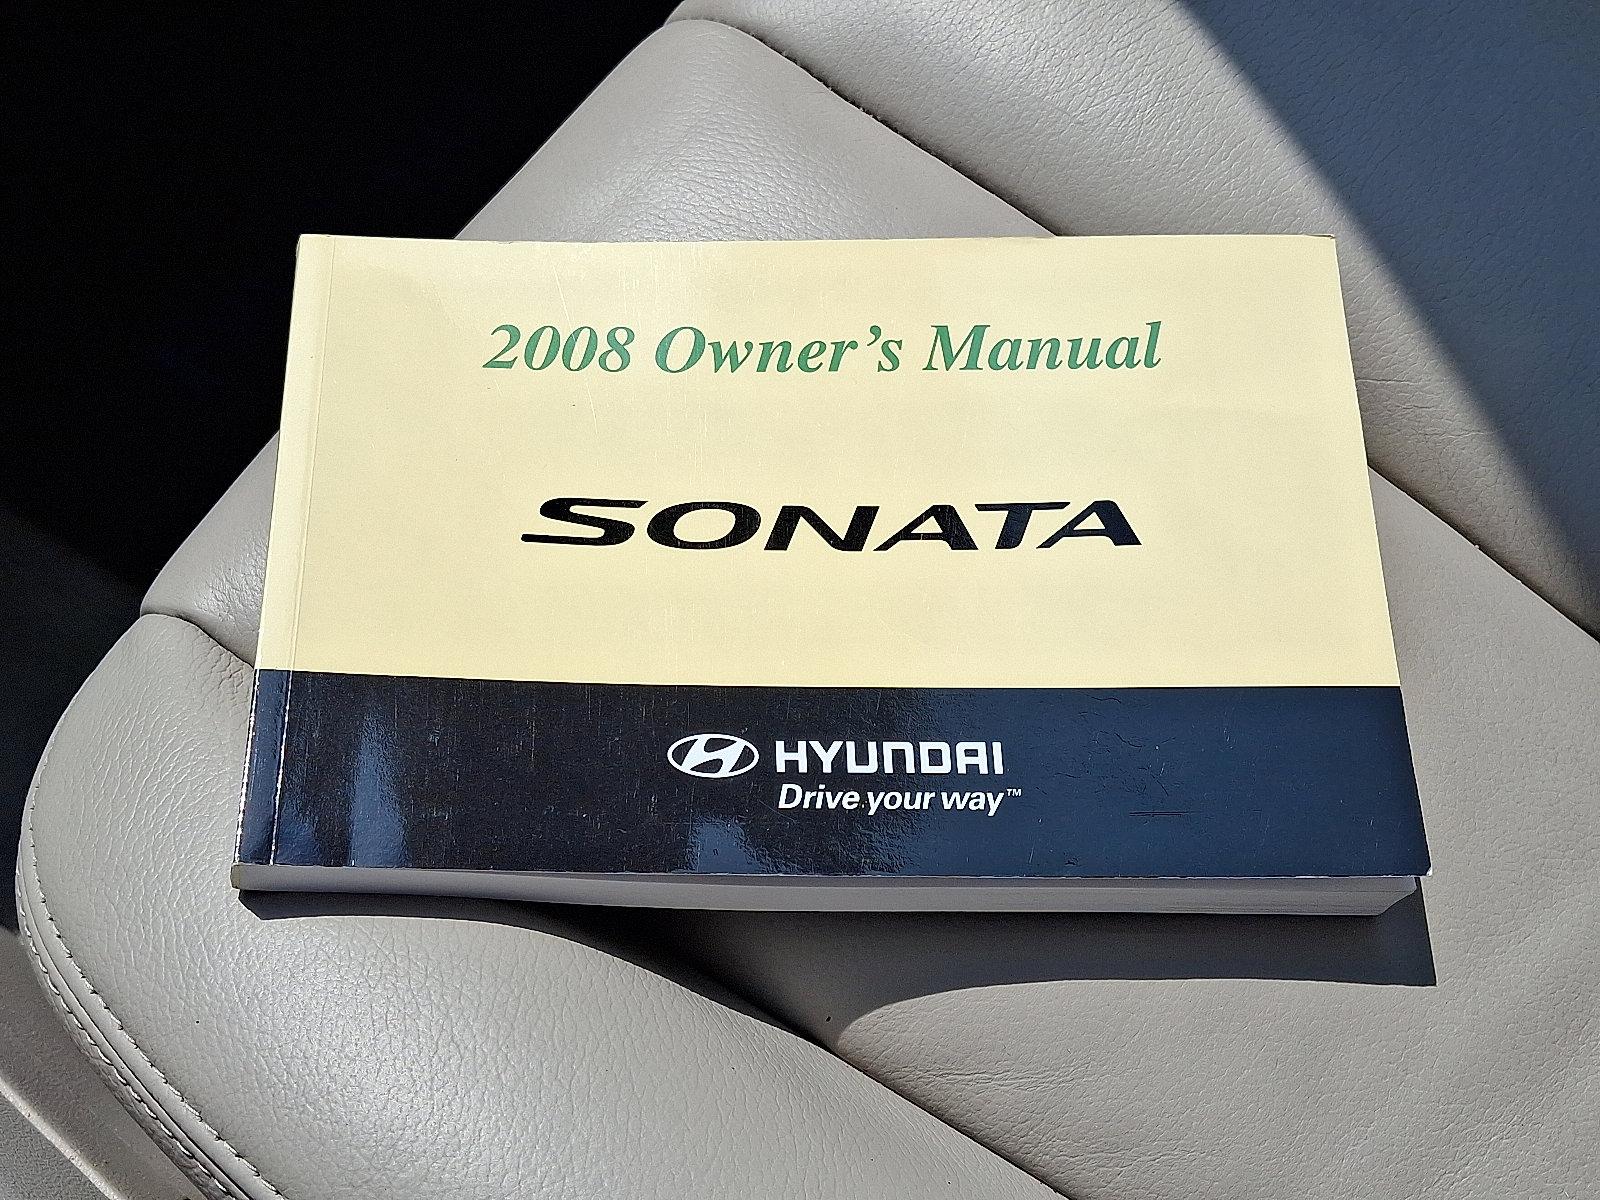 2008 Owner's Manual
SONATA
HYUNDAI
Drive your way™